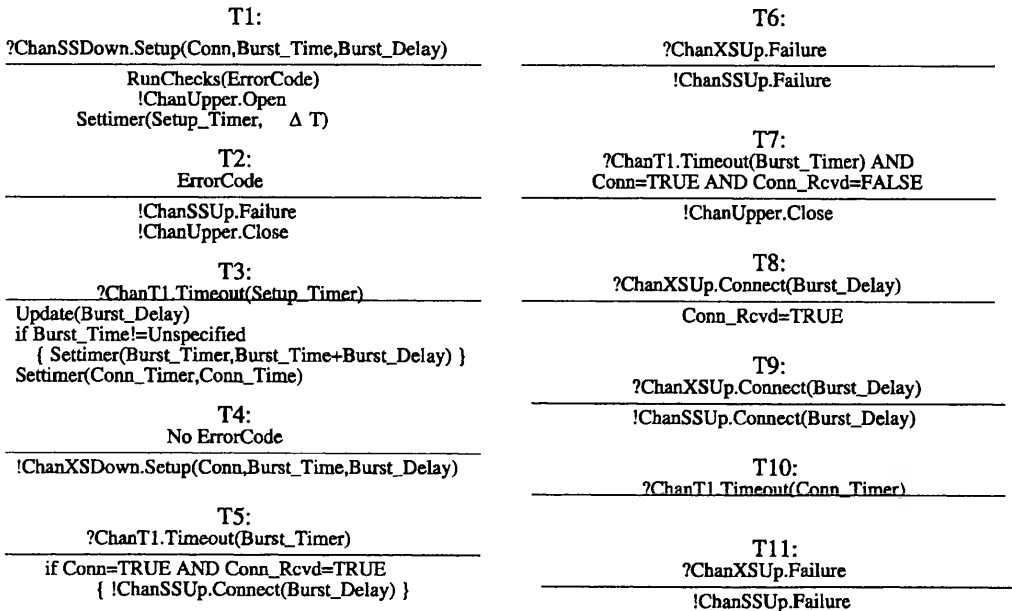 T1:
?ChanSSDown.Setup(Conn,Burst_Time,Burst_Delay)
RunChecks(ErrorCode)
!ChanUpper.Open
Settimer(Setup_Timer, Δ T)
T2:
ErrorCode
!ChanSSUp.Failure
!ChanUpper.Close
T3:
?ChanT1.Timeout(Setup_Timer)
Update(Burst_Delay)
if Burst_Time!=Unspecified
{ Settimer(Burst_Timer,Burst_Time+Burst_Delay) }
Settimer(Conn_Timer,Conn_Time)
T4:
No ErrorCode
!ChanXSDown.Setup(Conn,Burst_Time,Burst_Delay)
T5:
?ChanT1.Timeout(Burst_Timer)
if Conn=TRUE AND Conn_Rcvd=TRUE
{ !ChanSSUp.Connect(Burst_Delay) }
T6:
?ChanXSUp.Failure
!ChanSSUp.Failure
T7:
?ChanT1.Timeout(Burst_Timer) AND
Conn=TRUE AND Conn_Rcvd=FALSE
!ChanUpper.Close
T8:
?ChanXSUp.Connect(Burst_Delay)
Conn_Rcvd=TRUE
T9:
?ChanXSUp.Connect(Burst_Delay)
!ChanSSUp.Connect(Burst_Delay)
T10:
?ChanT1.Timeout(Conn_Timer)
T11:
?ChanXSUp.Failure
!ChanSSUp.Failure